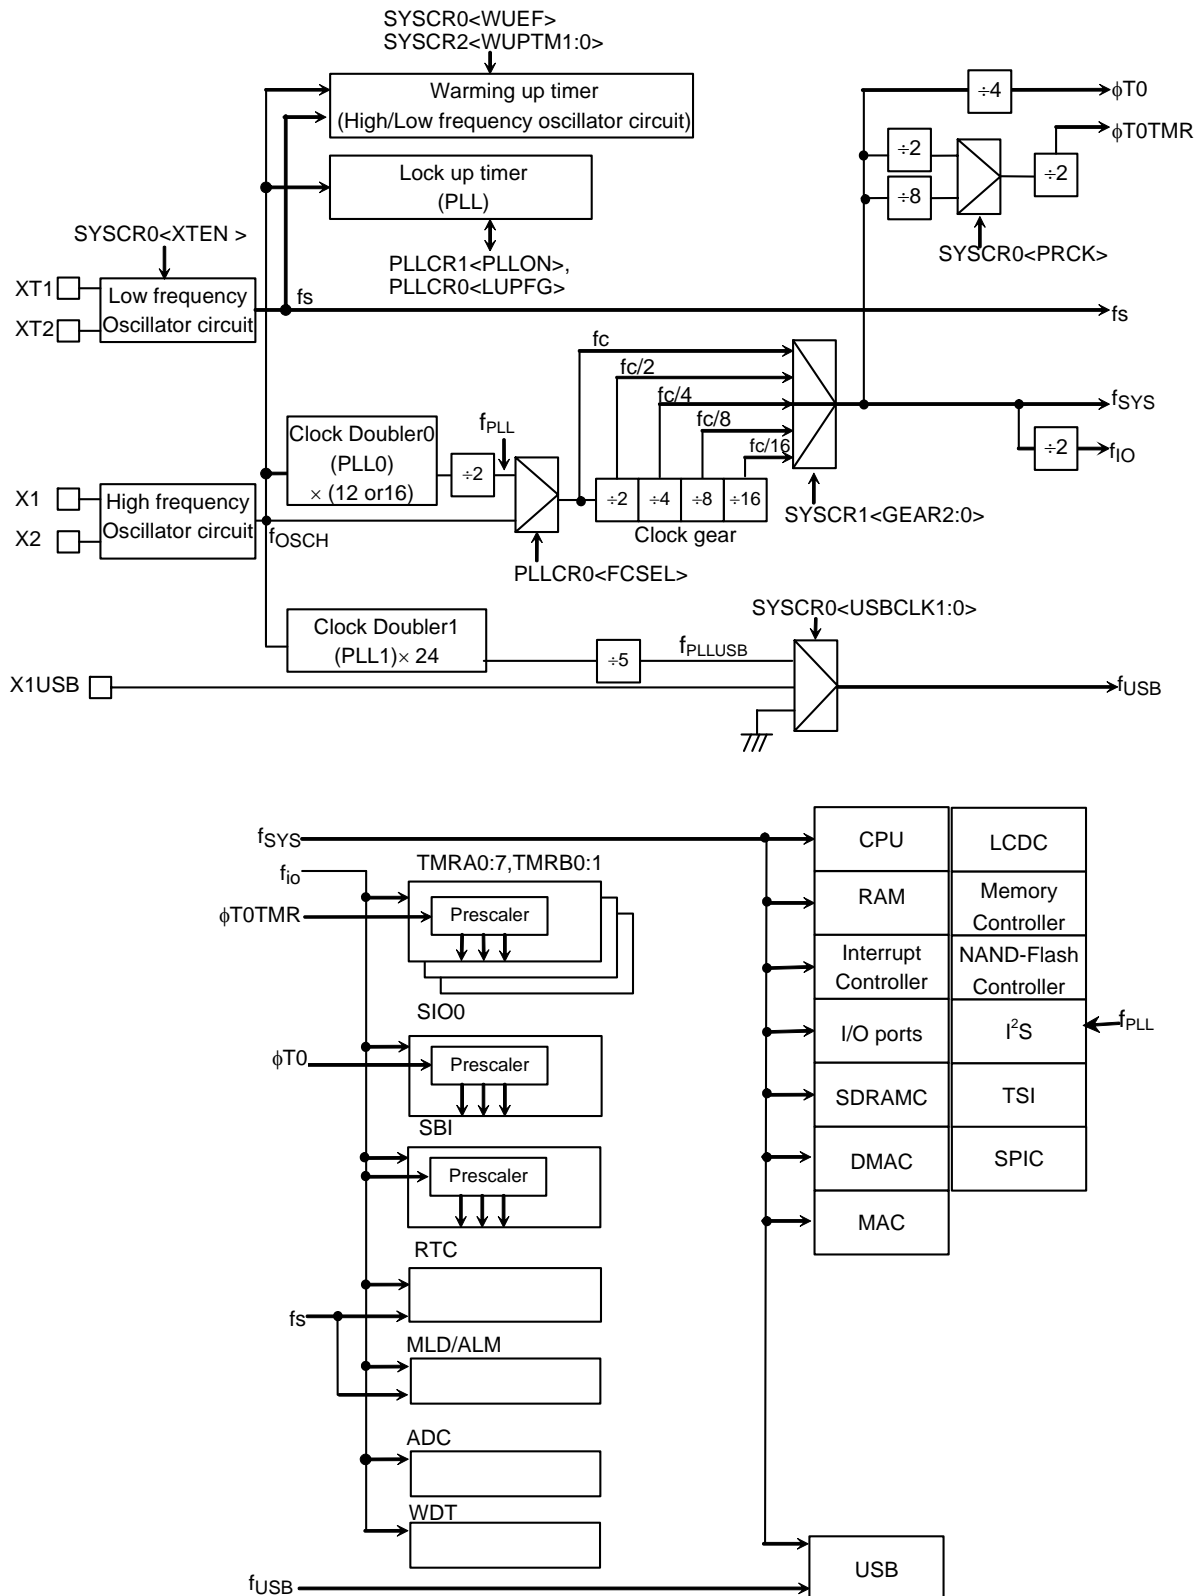 SYSCR0<WUEF>
SYSCR2<WUPTM1:0>
Warming up timer
(High/Low frequency oscillator circuit)
÷4
ϕT0
ϕT0TMR
÷2
÷8
÷2
Lock up timer
(PLL)
SYSCR0<XTEN >
SYSCR0<PRCK>
PLLCR1<PLLON>,
PLLCR0<LUPFG>
XT1
XT2
Low frequency
Oscillator circuit
fs
fs
fc
fc/2
fc/4
fc/8
fc/16
fSYS
÷2
fIO
Clock Doubler0
(PLL0)
× (12 or16)
÷2
fPLL
X1
X2
High frequency
Oscillator circuit
fOSCH
÷2
÷4
÷8
÷16
Clock gear
SYSCR1<GEAR2:0>
PLLCR0<FCSEL>
SYSCR0<USBCLK1:0>
Clock Doubler1
(PLL1)× 24
÷5
fPLLUSB
X1USB
fUSB
fSYS
fio
ϕT0TMR
TMRA0:7,TMRB0:1
Prescaler
SIO0
ϕT0
Prescaler
SBI
Prescaler
RTC
fs
MLD/ALM
ADC
WDT
fUSB
CPU
LCDC
RAM
Memory
Controller
Interrupt
Controller
NAND-Flash
Controller
I/O ports
I2S
fPLL
SDRAMC
TSI
DMAC
SPIC
MAC
USB